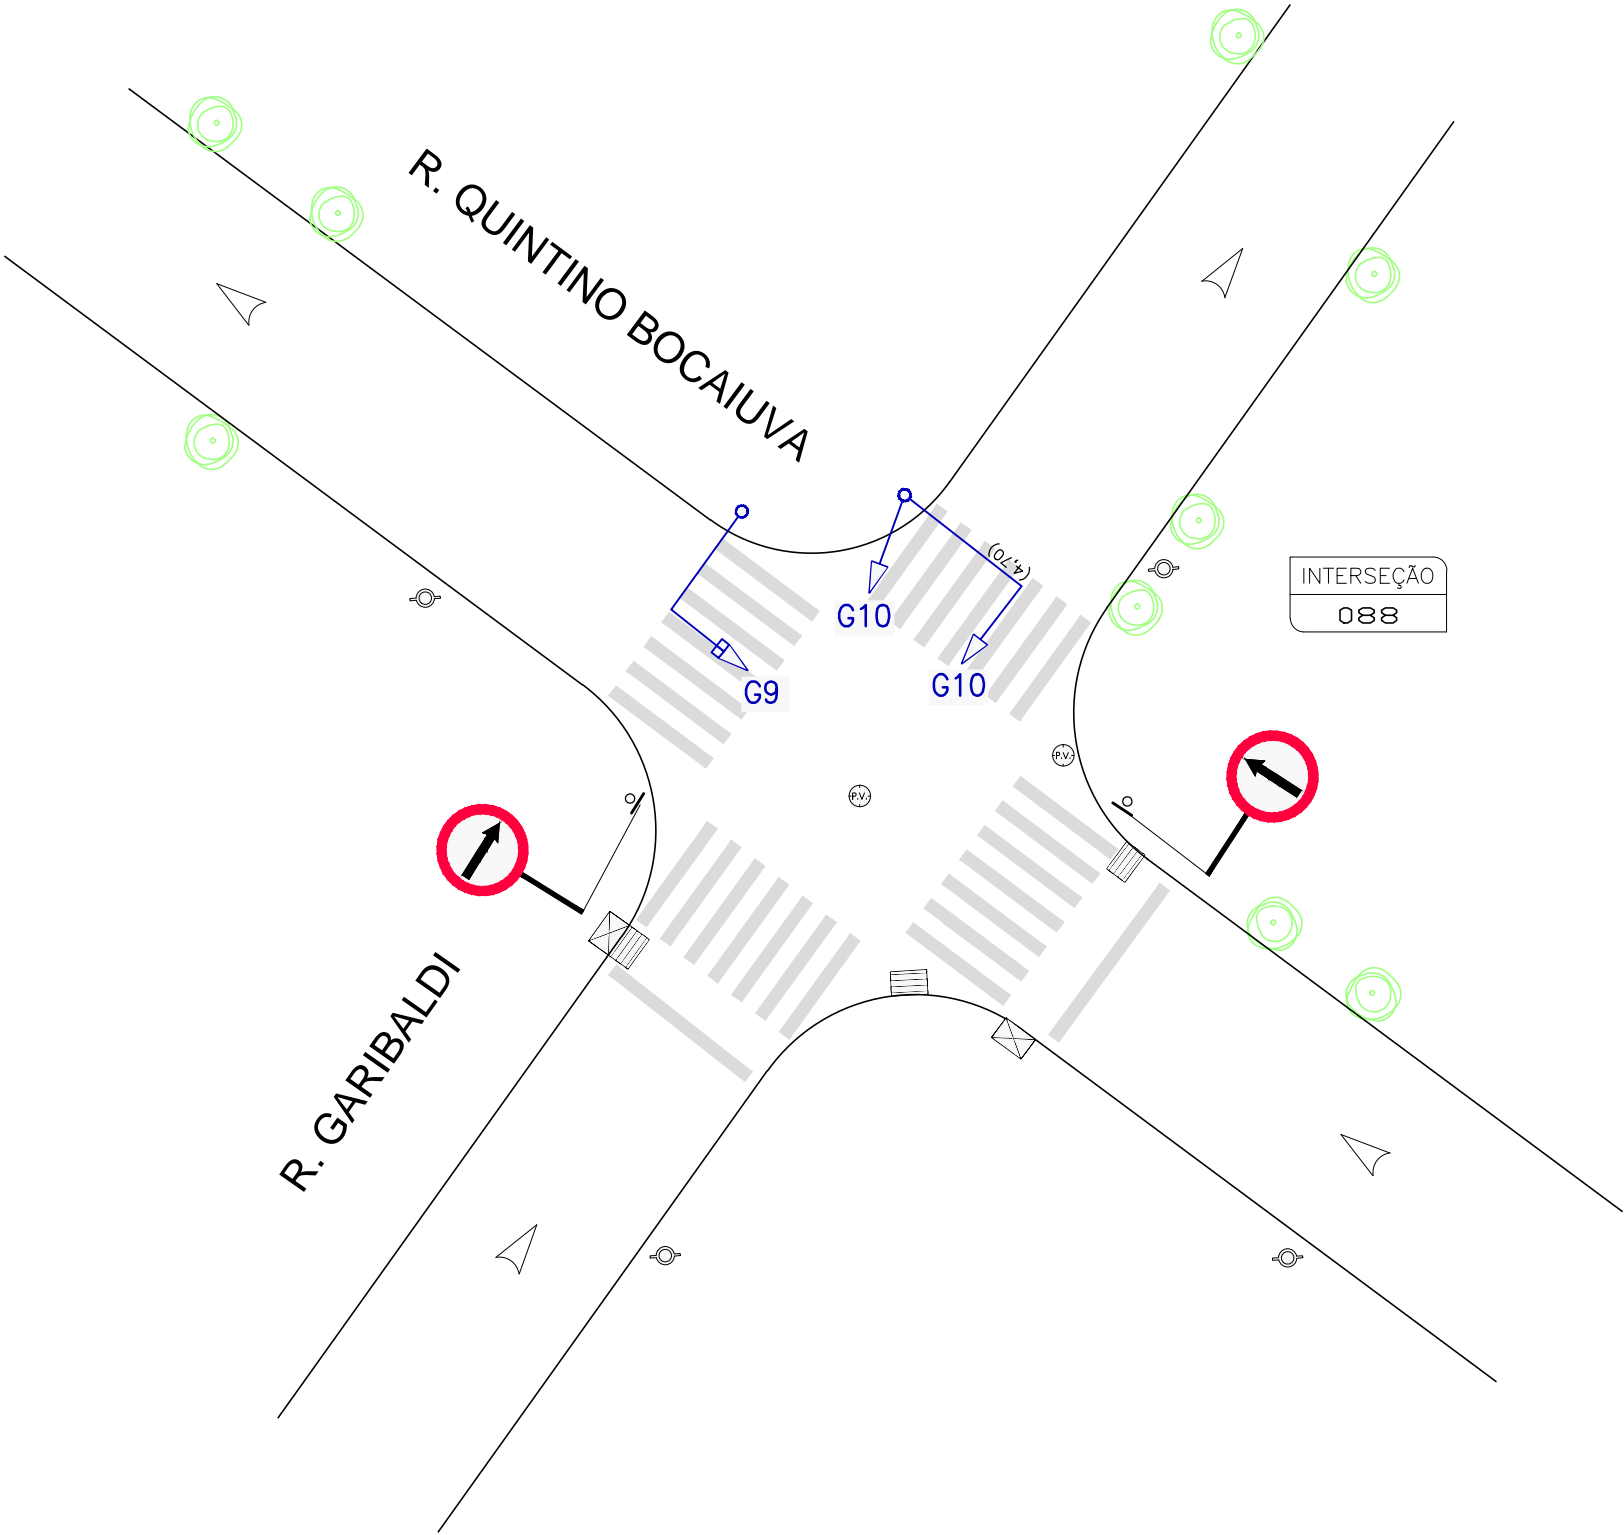 R. QUINTINO BOCAIUVA
(4,70)
INTERSEÇÃO
088
G10
G10
G9
P.V.
P.V.
R. GARIBALDI